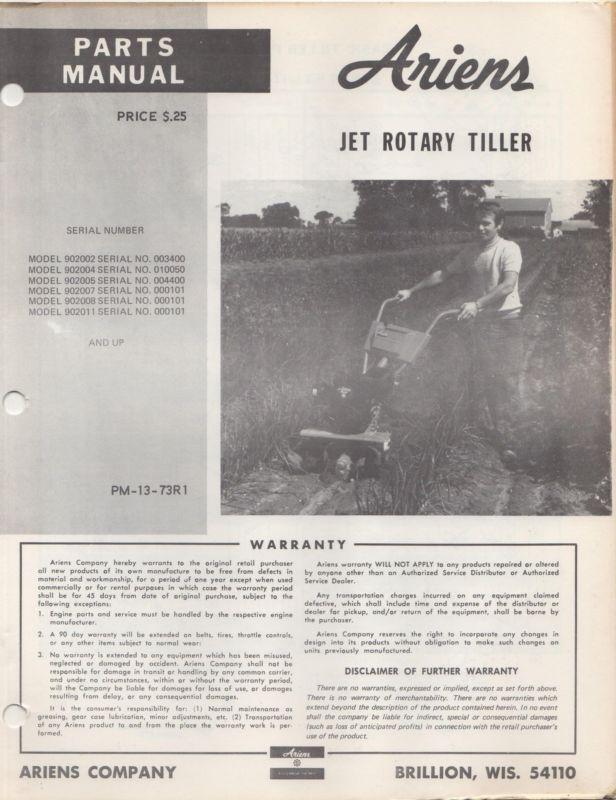 PARTS
MANUAL
Ariens
PRICE $.25
JET ROTARY TILLER
SERIAL NUMBER
MODEL 902002 SERIAL NO. 003400
MODEL 902004 SERIAL NO. 010050
MODEL 902005 SERIAL NO. 004400
MODEL 902007 SERIAL NO. 000101
MODEL 902008 SERIAL NO. 000101
MODEL 902011 SERIAL NO. 000101
AND UP
PM-13-73R1
WARRANTY
Ariens Company hereby warrants to the original retail purchaser
all new products of its own manufacture to be free from defects in
material and workmanship, for a period of one year except when used
commercially or for rental purposes in which case the warranty period
shall be for 45 days from date of original purchase, subject to the
following exceptions:
1. Engine parts and service must be handled by the respective engine
manufacturer.
2. A 90 day warranty will be extended on belts, tires, throttle controls,
or any other items subject to normal wear.
3. No warranty is extended to any equipment which has been misused,
neglected or damaged by accident. Ariens Company shall not be
responsible for damage in transit or handling by any common carrier,
and under no circumstances, within or without the warranty period,
will the Company be liable for damages for loss of use, or damages
resulting from delay, or any consequential damages.
It is the consumer's responsibility for: (1) Normal maintenance as
greasing, gear case lubrication, minor adjustments, etc. (2) Transportation
of any Ariens product to and from the place the warranty work is per-
formed.
Ariens warranty WILL NOT APPLY to any products repaired or altered
by anyone other than an Authorized Service Distributor or Authorized
Service Dealer.
Any transportation charges incurred on any equipment claimed
defective, which shall include time and expense of the distributor or
dealer for pickup, and/or return of the equipment, shall be borne by
the purchaser.
Ariens Company reserves the right to incorporate any changes in
design into its products without obligation to make such changes on
units previously manufactured.
DISCLAIMER OF FURTHER WARRANTY
There are no warranties, expressed or implied, except as set forth above.
There is no warranty of merchantability. There are no warranties which
extend beyond the description of the product contained herein. In no event
shall the company be liable for indirect, special or consequential damages
(such as loss of anticipated profits) in connection with the retail purchaser's
use of the product.
Ariens
ARIENS COMPANY
BRILLION, WIS. 54110